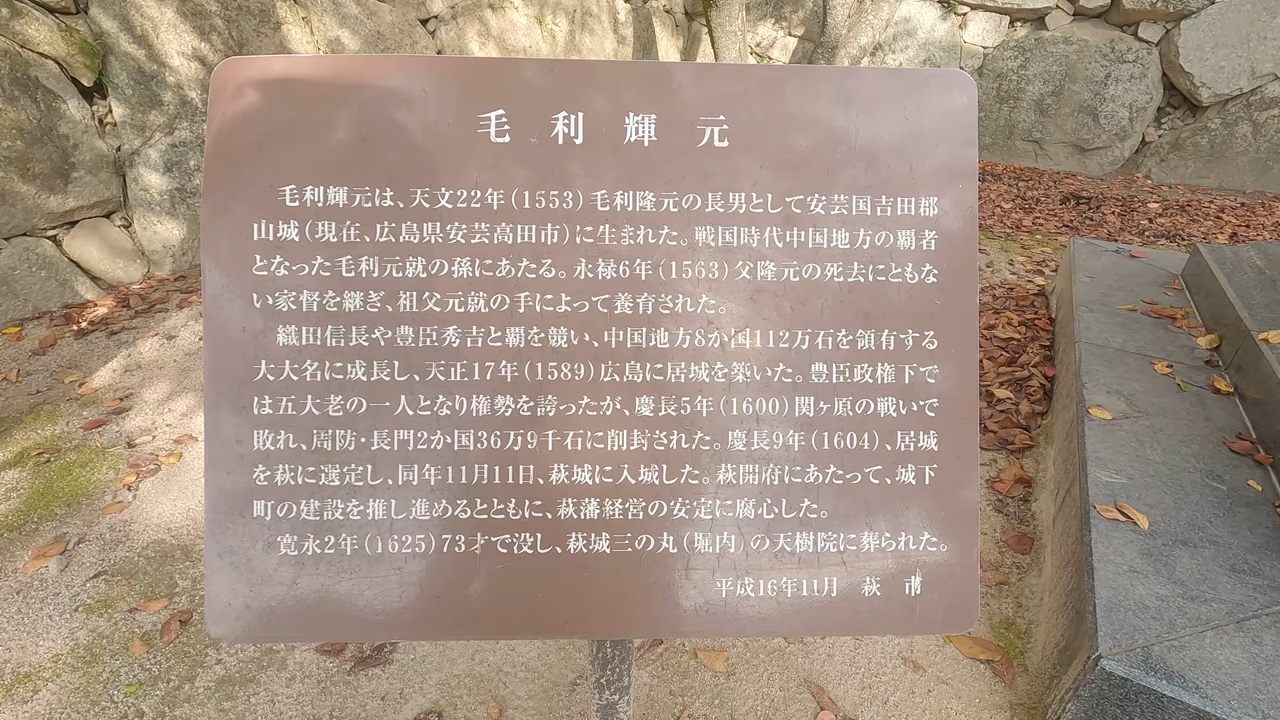 毛利輝元
毛利輝元は、天文22年(1553)毛利隆元の長男として安芸国吉田郡
山城(現在、広島県安芸高田市)に生まれた。戦国時代中国地方の覇者
となった毛利元就の孫にあたる。永禄6年(1563)父隆元の死去にともな
い家督を継ぎ、祖父元就の手によって養育された。
織田信長や豊臣秀吉と覇を競い、中国地方8か国112万石を領有する
大大名に成長し、天正17年(1589)広島に居城を築いた。豊臣政権下で
は五大老の一人となり権勢を誇ったが、慶長5年(1600)関ヶ原の戦いで
敗れ、周防・長門2か国36万9千石に削封された。慶長9年(1604)、居城
を萩に選定し、同年11月11日、萩城に入城した。萩開府にあたって、城下
町の建設を推し進めるとともに、萩藩経営の安定に腐心した。
寛永2年(1625)73才で没し、萩城三の丸(堀内)の天樹院に葬られた。
平成16年11月 萩市